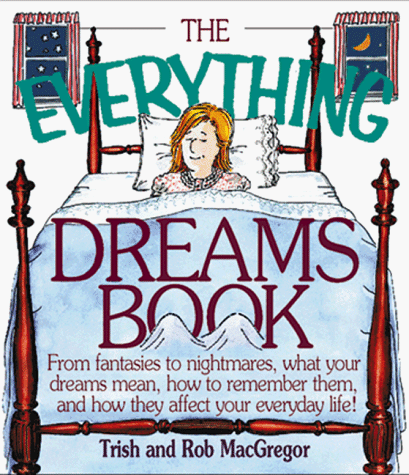 THE
EVERYTHING
DREAMS
BOOK
From fantasies to nightmares, what your
dreams mean, how to remember them,
and how they affect your everyday life!
Trish and Rob MacGregor